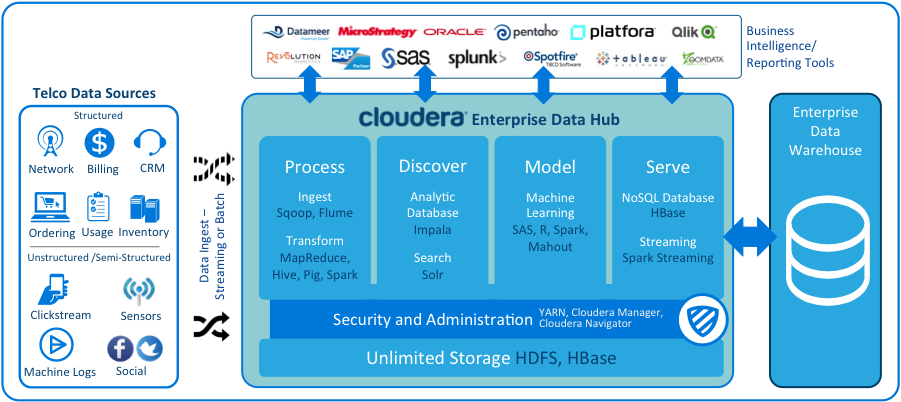 Datameer
MicroStrategy
ORACLE
pentaho
platfora
Qlik Q
REVOLUTION
ANALYTICS
SAP
Partner
SAS
splunk>
Spotfire
TIBCO Software
+ a b l e a u
ZOOMDATA
Business
Intelligence/
Reporting Tools
Telco Data Sources
Structured
Network
Billing
CRM
Ordering
Usage
Inventory
Unstructured /Semi-Structured
Clickstream
Sensors
Machine Logs
Social
Data Ingest –
Streaming or Batch
cloudera Enterprise Data Hub
Process
Ingest
Sqoop, Flume
Transform
MapReduce,
Hive, Pig, Spark
Discover
Analytic
Database
Impala
Search
Solr
Model
Machine
Learning
SAS, R, Spark,
Mahout
Serve
NoSQL Database
HBase
Streaming
Spark Streaming
Security and Administration YARN, Cloudera Manager,
Cloudera Navigator
Unlimited Storage HDFS, HBase
Enterprise
Data
Warehouse